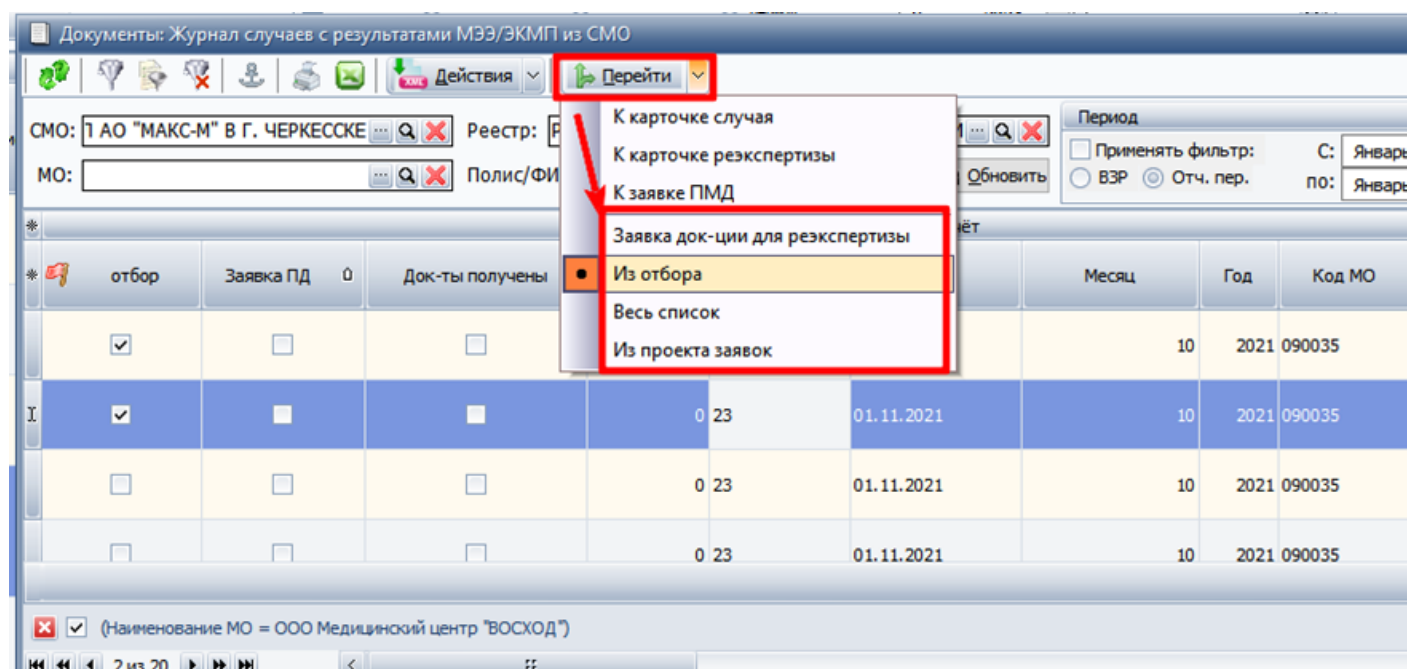 Документы: Журнал случаев с результатами МЭЭ/ЭКМП из СМО
Действия Перейти
СМО: 1 АО "МАКС-М" В Г. ЧЕРКЕССКЕ Реестр:
МО: Полис/ФИ Обновить
Период
Применять фильтр: С: Январь
ВЗР Отч. пер. по: Январь
К карточке случая
К карточке реэкспертизы
К заявке ПМД
Заявка док-ции для реэкспертизы
Из отбора
Весь список
Из проекта заявок
отбор Заявка ПД Док-ты получены Месяц Год Код МО
10 2021 090035
0 23 01.11.2021 10 2021 090035
0 23 01.11.2021 10 2021 090035
0 23 01.11.2021 10 2021 090035
(Наименование МО = ООО Медицинский центр "ВОСХОД")
2 из 20